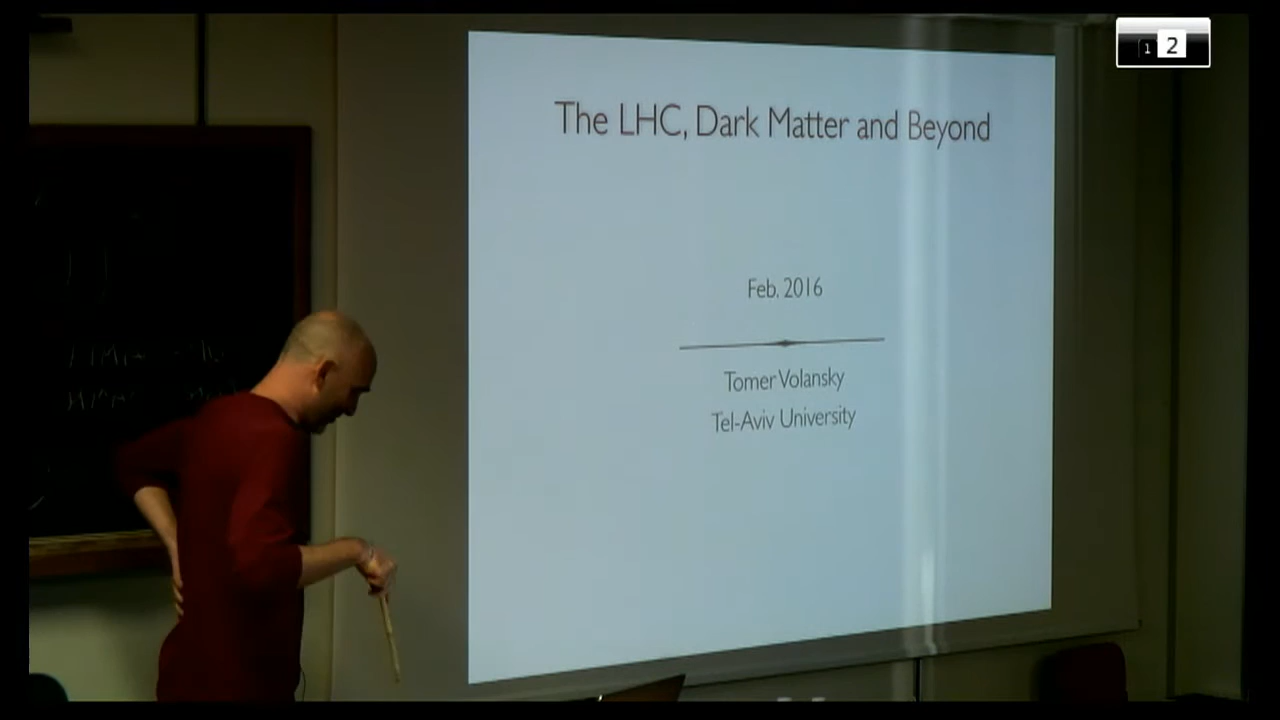 The LHC, Dark Matter and Beyond
Feb. 2016
Tomer Volansky
Tel-Aviv University
1 2